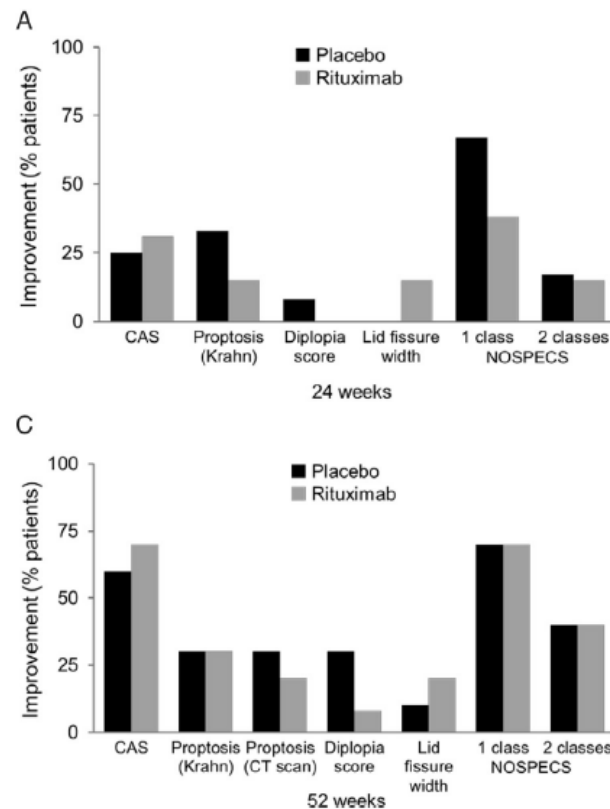 A
Improvement (% patients)
100
75
50
25
0
Placebo
Rituximab
CAS
Proptosis
(Krahn)
Diplopia
score
Lid fissure
width
1 class
2 classes
NOSPECS
24 weeks
C
Improvement (% patients)
100
75
50
25
0
Placebo
Rituximab
CAS
Proptosis
(Krahn)
Proptosis
(CT scan)
Diplopia
score
Lid
fissure
width
1 class
2 classes
NOSPECS
52 weeks